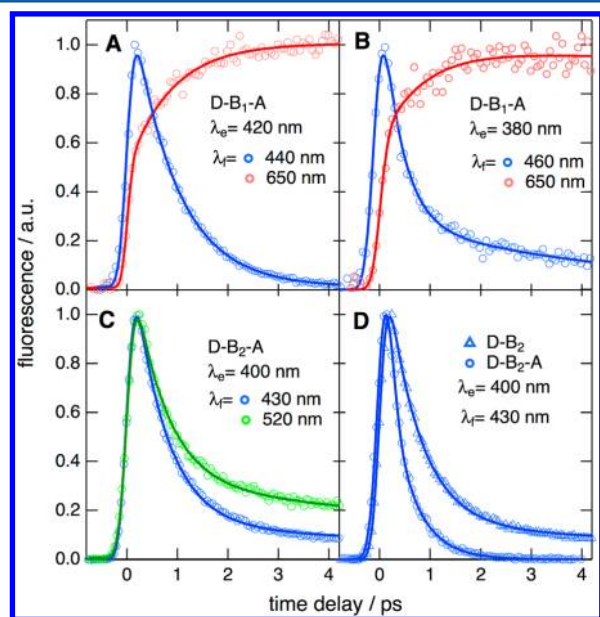 fluorescence / a.u.
1.0
0.8
0.6
0.4
0.2
0.0
A
D-B₁-A
λₑ= 420 nm
λf= 440 nm
650 nm
B
D-B₁-A
λₑ= 380 nm
λf= 460 nm
650 nm
1.0
0.8
0.6
0.4
0.2
0.0
C
D-B₂-A
λₑ= 400 nm
λf= 430 nm
520 nm
D
D-B₂
D-B₂-A
λₑ= 400 nm
λf= 430 nm
0 1 2 3 4
0 1 2 3 4
time delay / ps